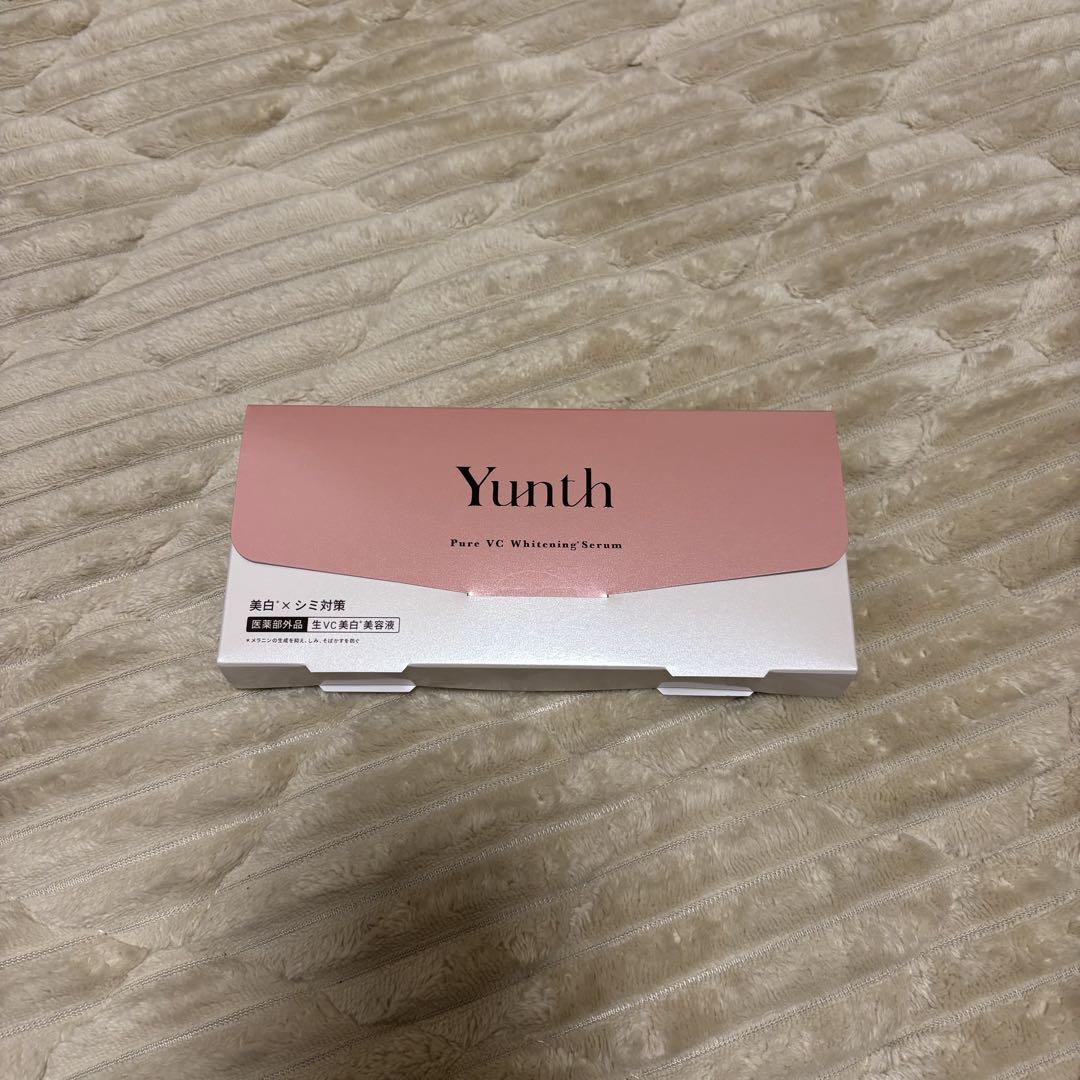 Yunth
Pure VC Whitening*Serum
美白*×シミ対策
医薬部外品 生VC美白*美容液
*メラニンの生成を抑え、しみ、そばかすを防ぐ